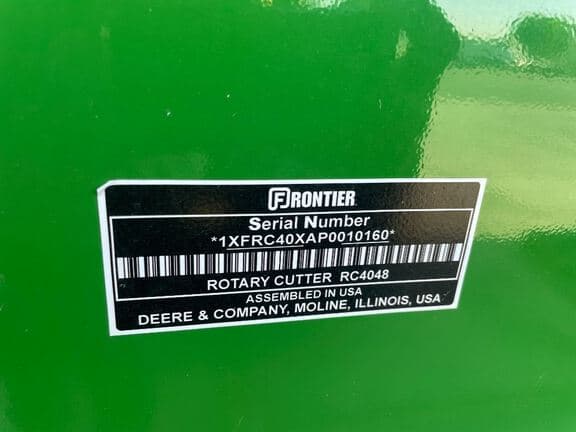 FRONTIER
Serial Number
*1XFRC40XAP0010160*
ROTARY CUTTER RC4048
ASSEMBLED IN USA
DEERE & COMPANY, MOLINE, ILLINOIS, USA